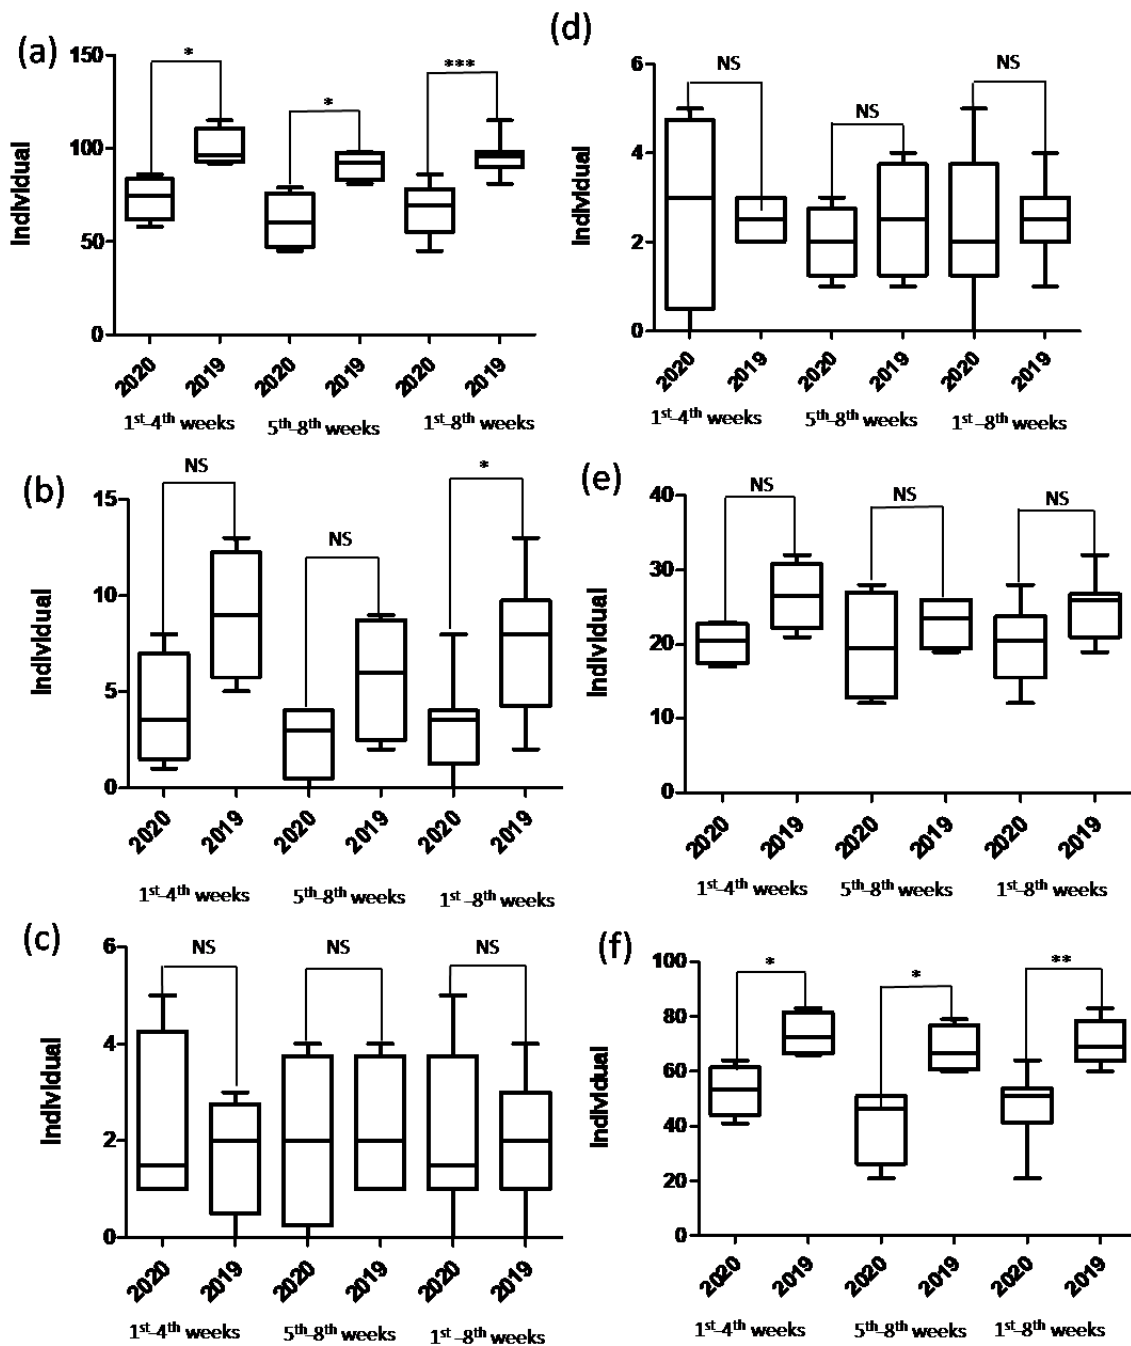 (a)
150
100
50
0
Individual
*
*
***
2020 2019 2020 2019 2020 2019
1st-4th weeks 5th-8th weeks 1st-8th weeks
(d)
6
4
2
0
Individual
NS
NS
NS
2020 2019 2020 2019 2020 2019
1st-4th weeks 5th-8th weeks 1st-8th weeks
(b)
15
10
5
0
Individual
NS
NS
*
2020 2019 2020 2019 2020 2019
1st-4th weeks 5th-8th weeks 1st-8th weeks
(e)
40
30
20
10
0
Individual
NS
NS
NS
2020 2019 2020 2019 2020 2019
1st-4th weeks 5th-8th weeks 1st-8th weeks
(c)
6
4
2
0
Individual
NS
NS
NS
2020 2019 2020 2019 2020 2019
1st-4th weeks 5th-8th weeks 1st-8th weeks
(f)
100
80
60
40
20
0
Individual
*
*
**
2020 2019 2020 2019 2020 2019
1st-4th weeks 5th-8th weeks 1st-8th weeks